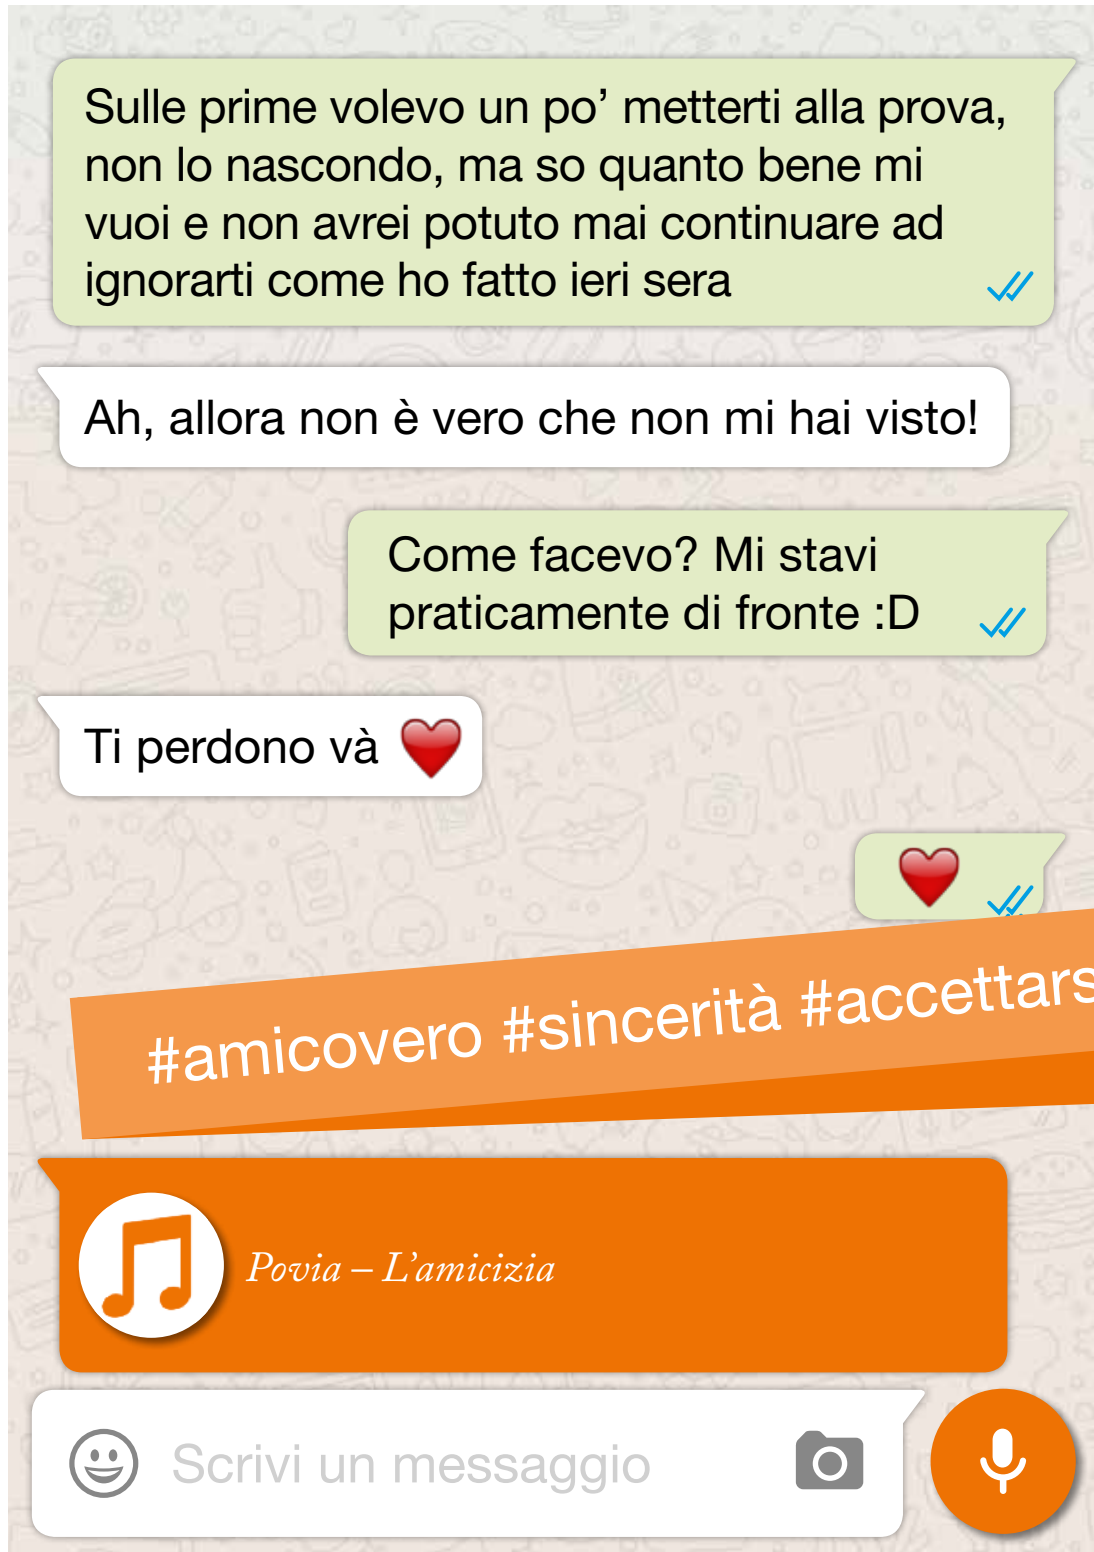 Sulle prime volevo un po’ metterti alla prova,
non lo nascondo, ma so quanto bene mi
vuoi e non avrei potuto mai continuare ad
ignorarti come ho fatto ieri sera
Ah, allora non è vero che non mi hai visto!
Come facevo? Mi stavi
praticamente di fronte :D
Ti perdono và ❤️
❤️
#amicovero #sincerità #accettars
Povia – L’amicizia
Scrivi un messaggio